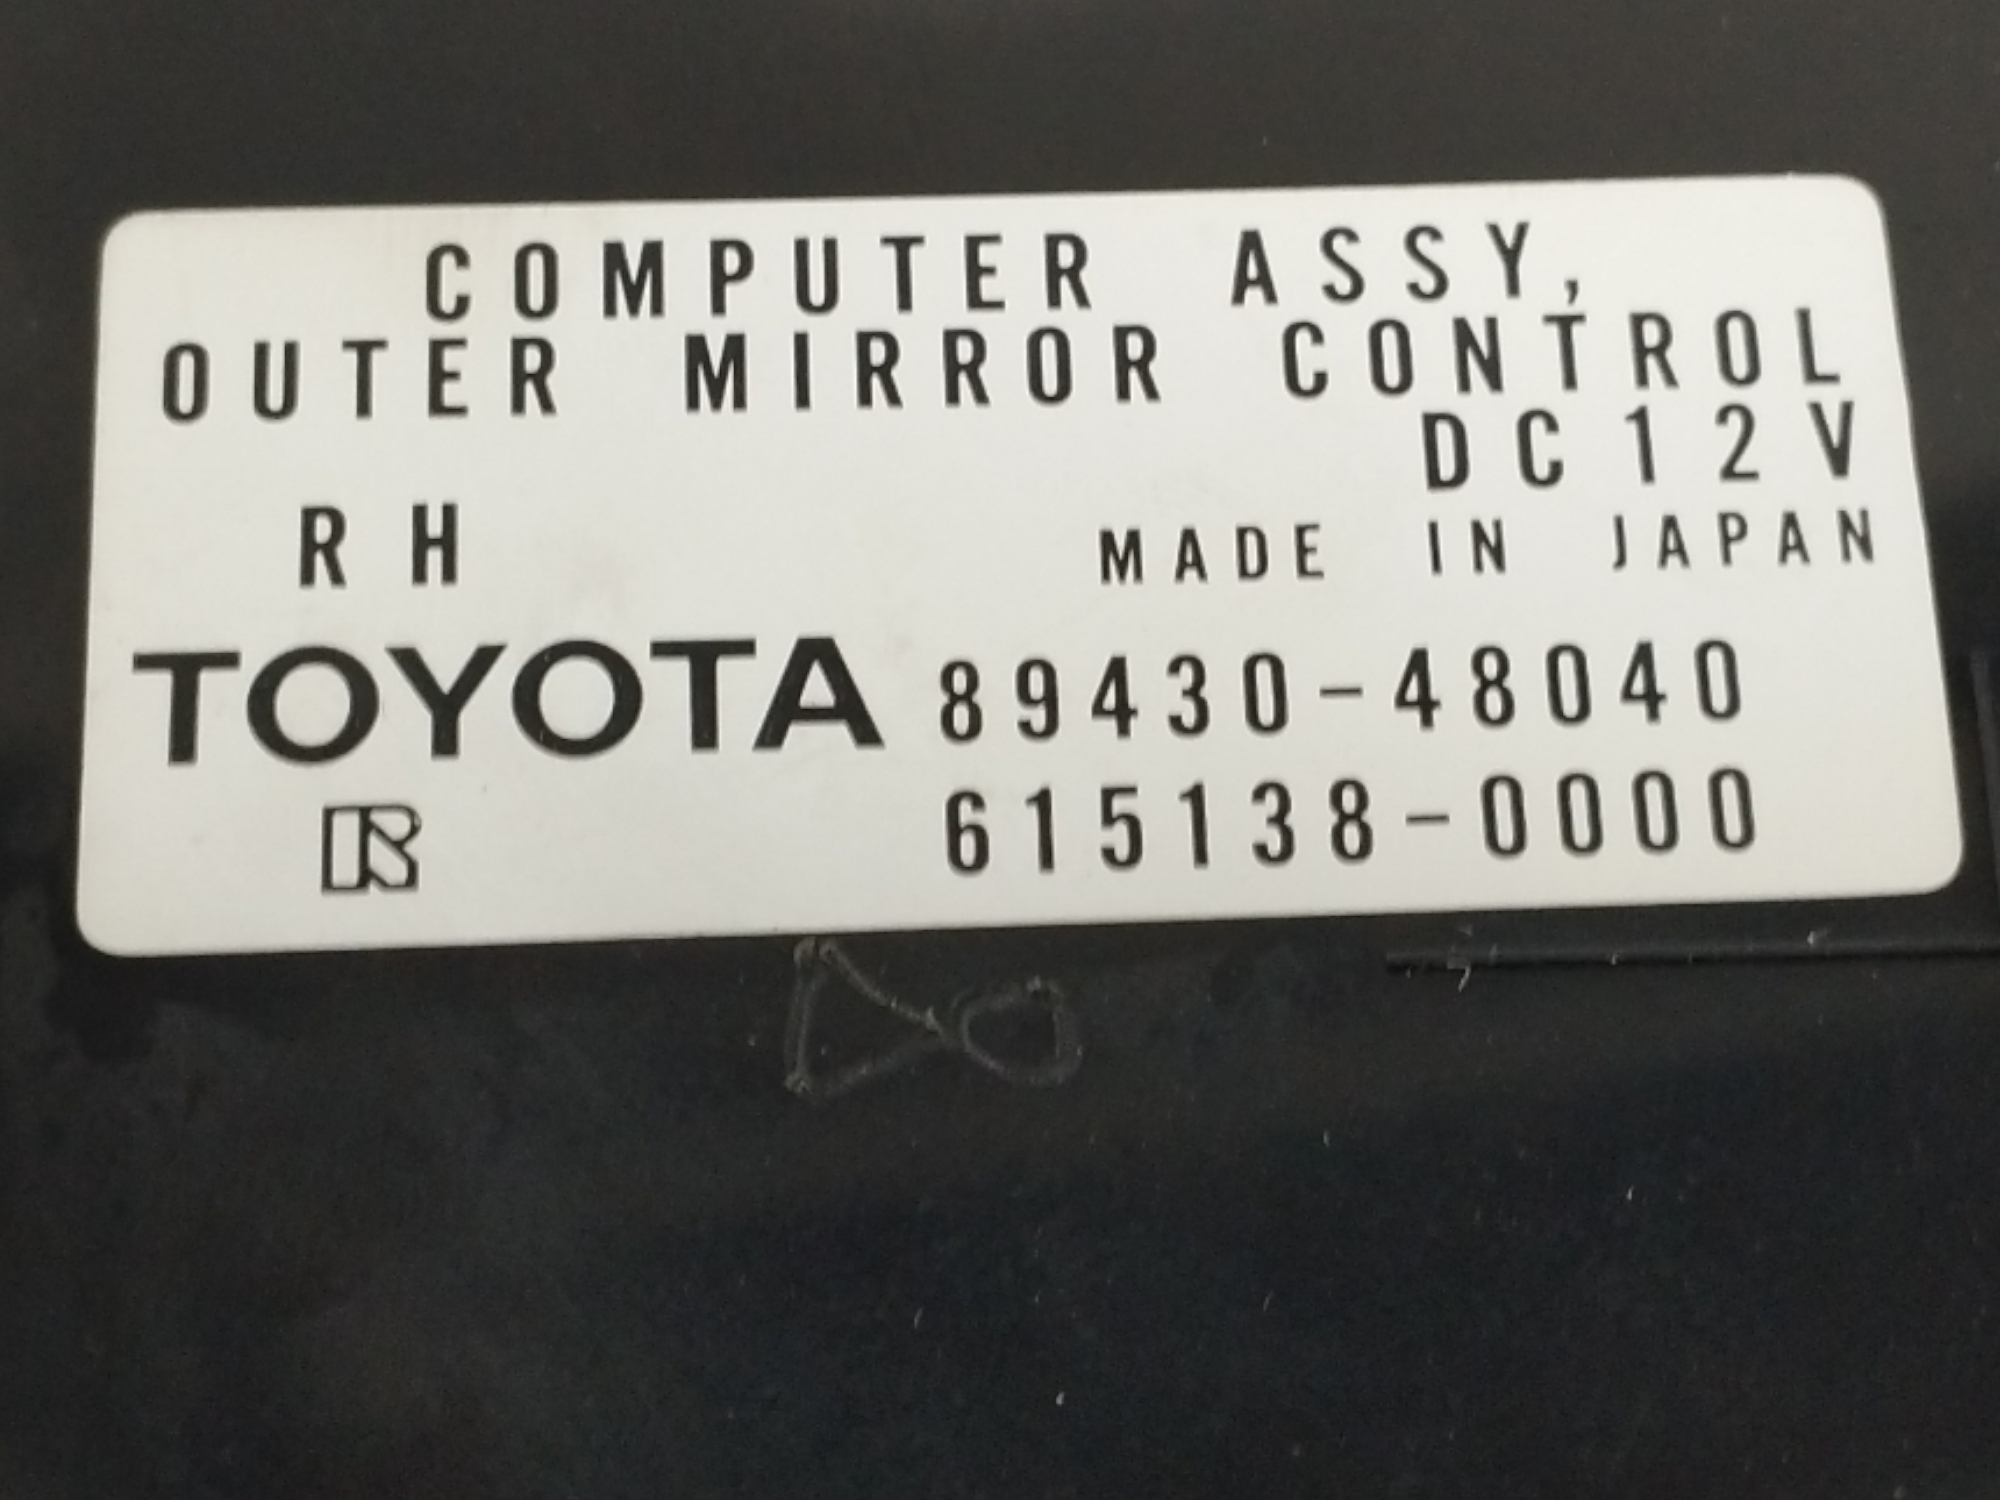 COMPUTER ASSY,
OUTER MIRROR CONTROL
DC12V
RH MADE IN JAPAN
TOYOTA 89430-48040
R 615138-0000